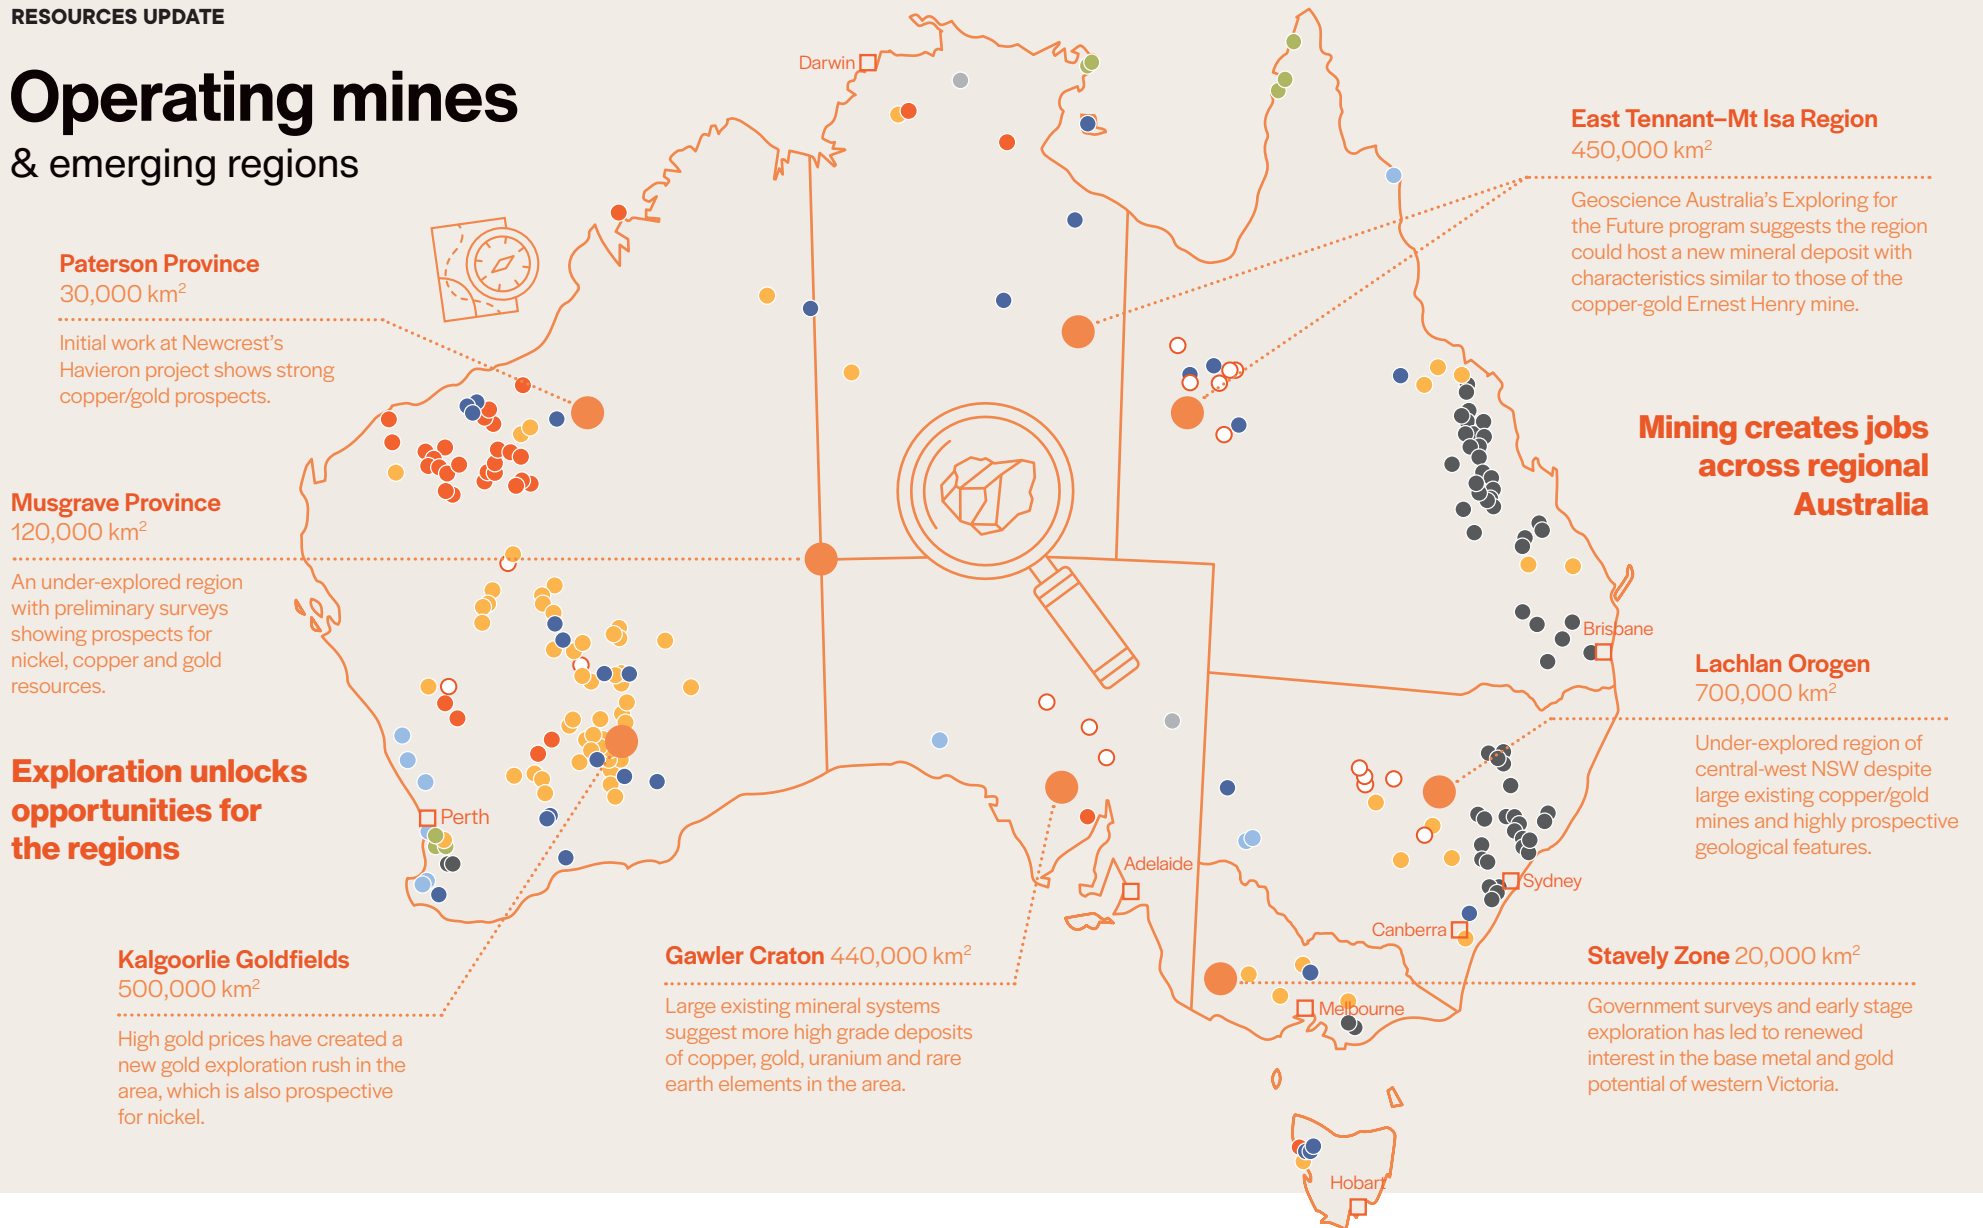 RESOURCES UPDATE
Operating mines
& emerging regions
Darwin
East Tennant–Mt Isa Region
450,000 km²
Geoscience Australia’s Exploring for
the Future program suggests the region
could host a new mineral deposit with
characteristics similar to those of the
copper-gold Ernest Henry mine.
Paterson Province
30,000 km²
Initial work at Newcrest’s
Havieron project shows strong
copper/gold prospects.
Mining creates jobs
across regional
Australia
Musgrave Province
120,000 km²
An under-explored region
with preliminary surveys
showing prospects for
nickel, copper and gold
resources.
Brisbane
Lachlan Orogen
700,000 km²
Under-explored region of
central-west NSW despite
large existing copper/gold
mines and highly prospective
geological features.
Exploration unlocks
opportunities for
the regions
Perth
Adelaide
Sydney
Canberra
Kalgoorlie Goldfields
500,000 km²
High gold prices have created a
new gold exploration rush in the
area, which is also prospective
for nickel.
Gawler Craton 440,000 km²
Large existing mineral systems
suggest more high grade deposits
of copper, gold, uranium and rare
earth elements in the area.
Stavely Zone 20,000 km²
Government surveys and early stage
exploration has led to renewed
interest in the base metal and gold
potential of western Victoria.
Melbourne
Hobart